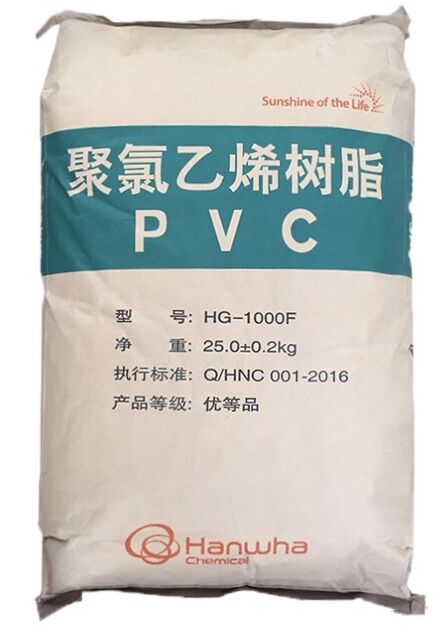 Sunshine of the Life
聚氯乙烯树脂
PVC
型 号: HG-1000F
净 重: 25.0±0.2kg
执行标准: Q/HNC 001-2016
产品等级: 优等品
Hanwha
Chemical